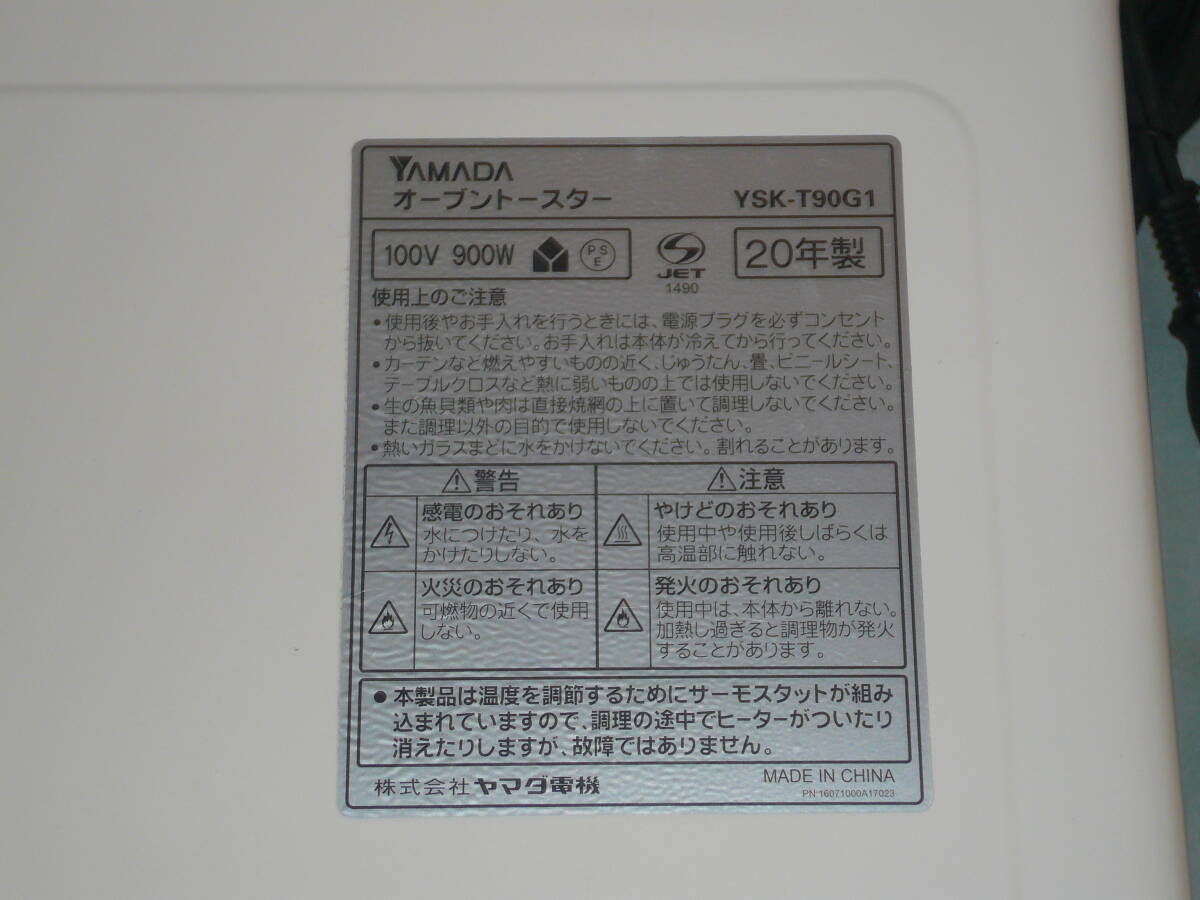 YAMADA
オーブントースター YSK-T90G1
100V 900W PSE JET 1490 20年製
使用上のご注意
•使用後やお手入れを行うときには、電源プラグを必ずコンセント
から抜いてください。お手入れは本体が冷えてから行ってください。
•カーテンなど燃えやすいものの近く、じゅうたん、畳、ビニールシート、
テーブルクロスなど熱に弱いものの上では使用しないでください。
•生の魚貝類や肉は直接焼網の上に置いて調理しないでください。
また調理以外の目的で使用しないでください。
•熱いガラスまどに水をかけないでください。割れることがあります。
⚠警告
感電のおそれあり
水につけたり、水を
かけたりしない。
火災のおそれあり
可燃物の近くで使用
しない。
⚠注意
やけどのおそれあり
使用中や使用後しばらくは
高温部に触れない。
発火のおそれあり
使用中は、本体から離れない。
加熱し過ぎると調理物が発火
することがあります。
●本製品は温度を調節するためにサーモスタットが組み
込まれていますので、調理の途中でヒーターがついたり
消えたりしますが、故障ではありません。
株式会社ヤマダ電機 MADE IN CHINA
PN:16071000A17023